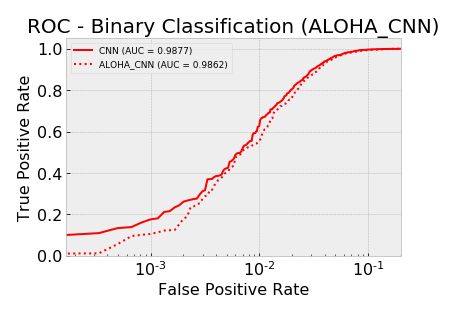 ROC - Binary Classification (ALOHA_CNN)
CNN (AUC = 0.9877)
ALOHA_CNN (AUC = 0.9862)
True Positive Rate
1.0
0.8
0.6
0.4
0.2
0.0
10⁻³ 10⁻² 10⁻¹
False Positive Rate